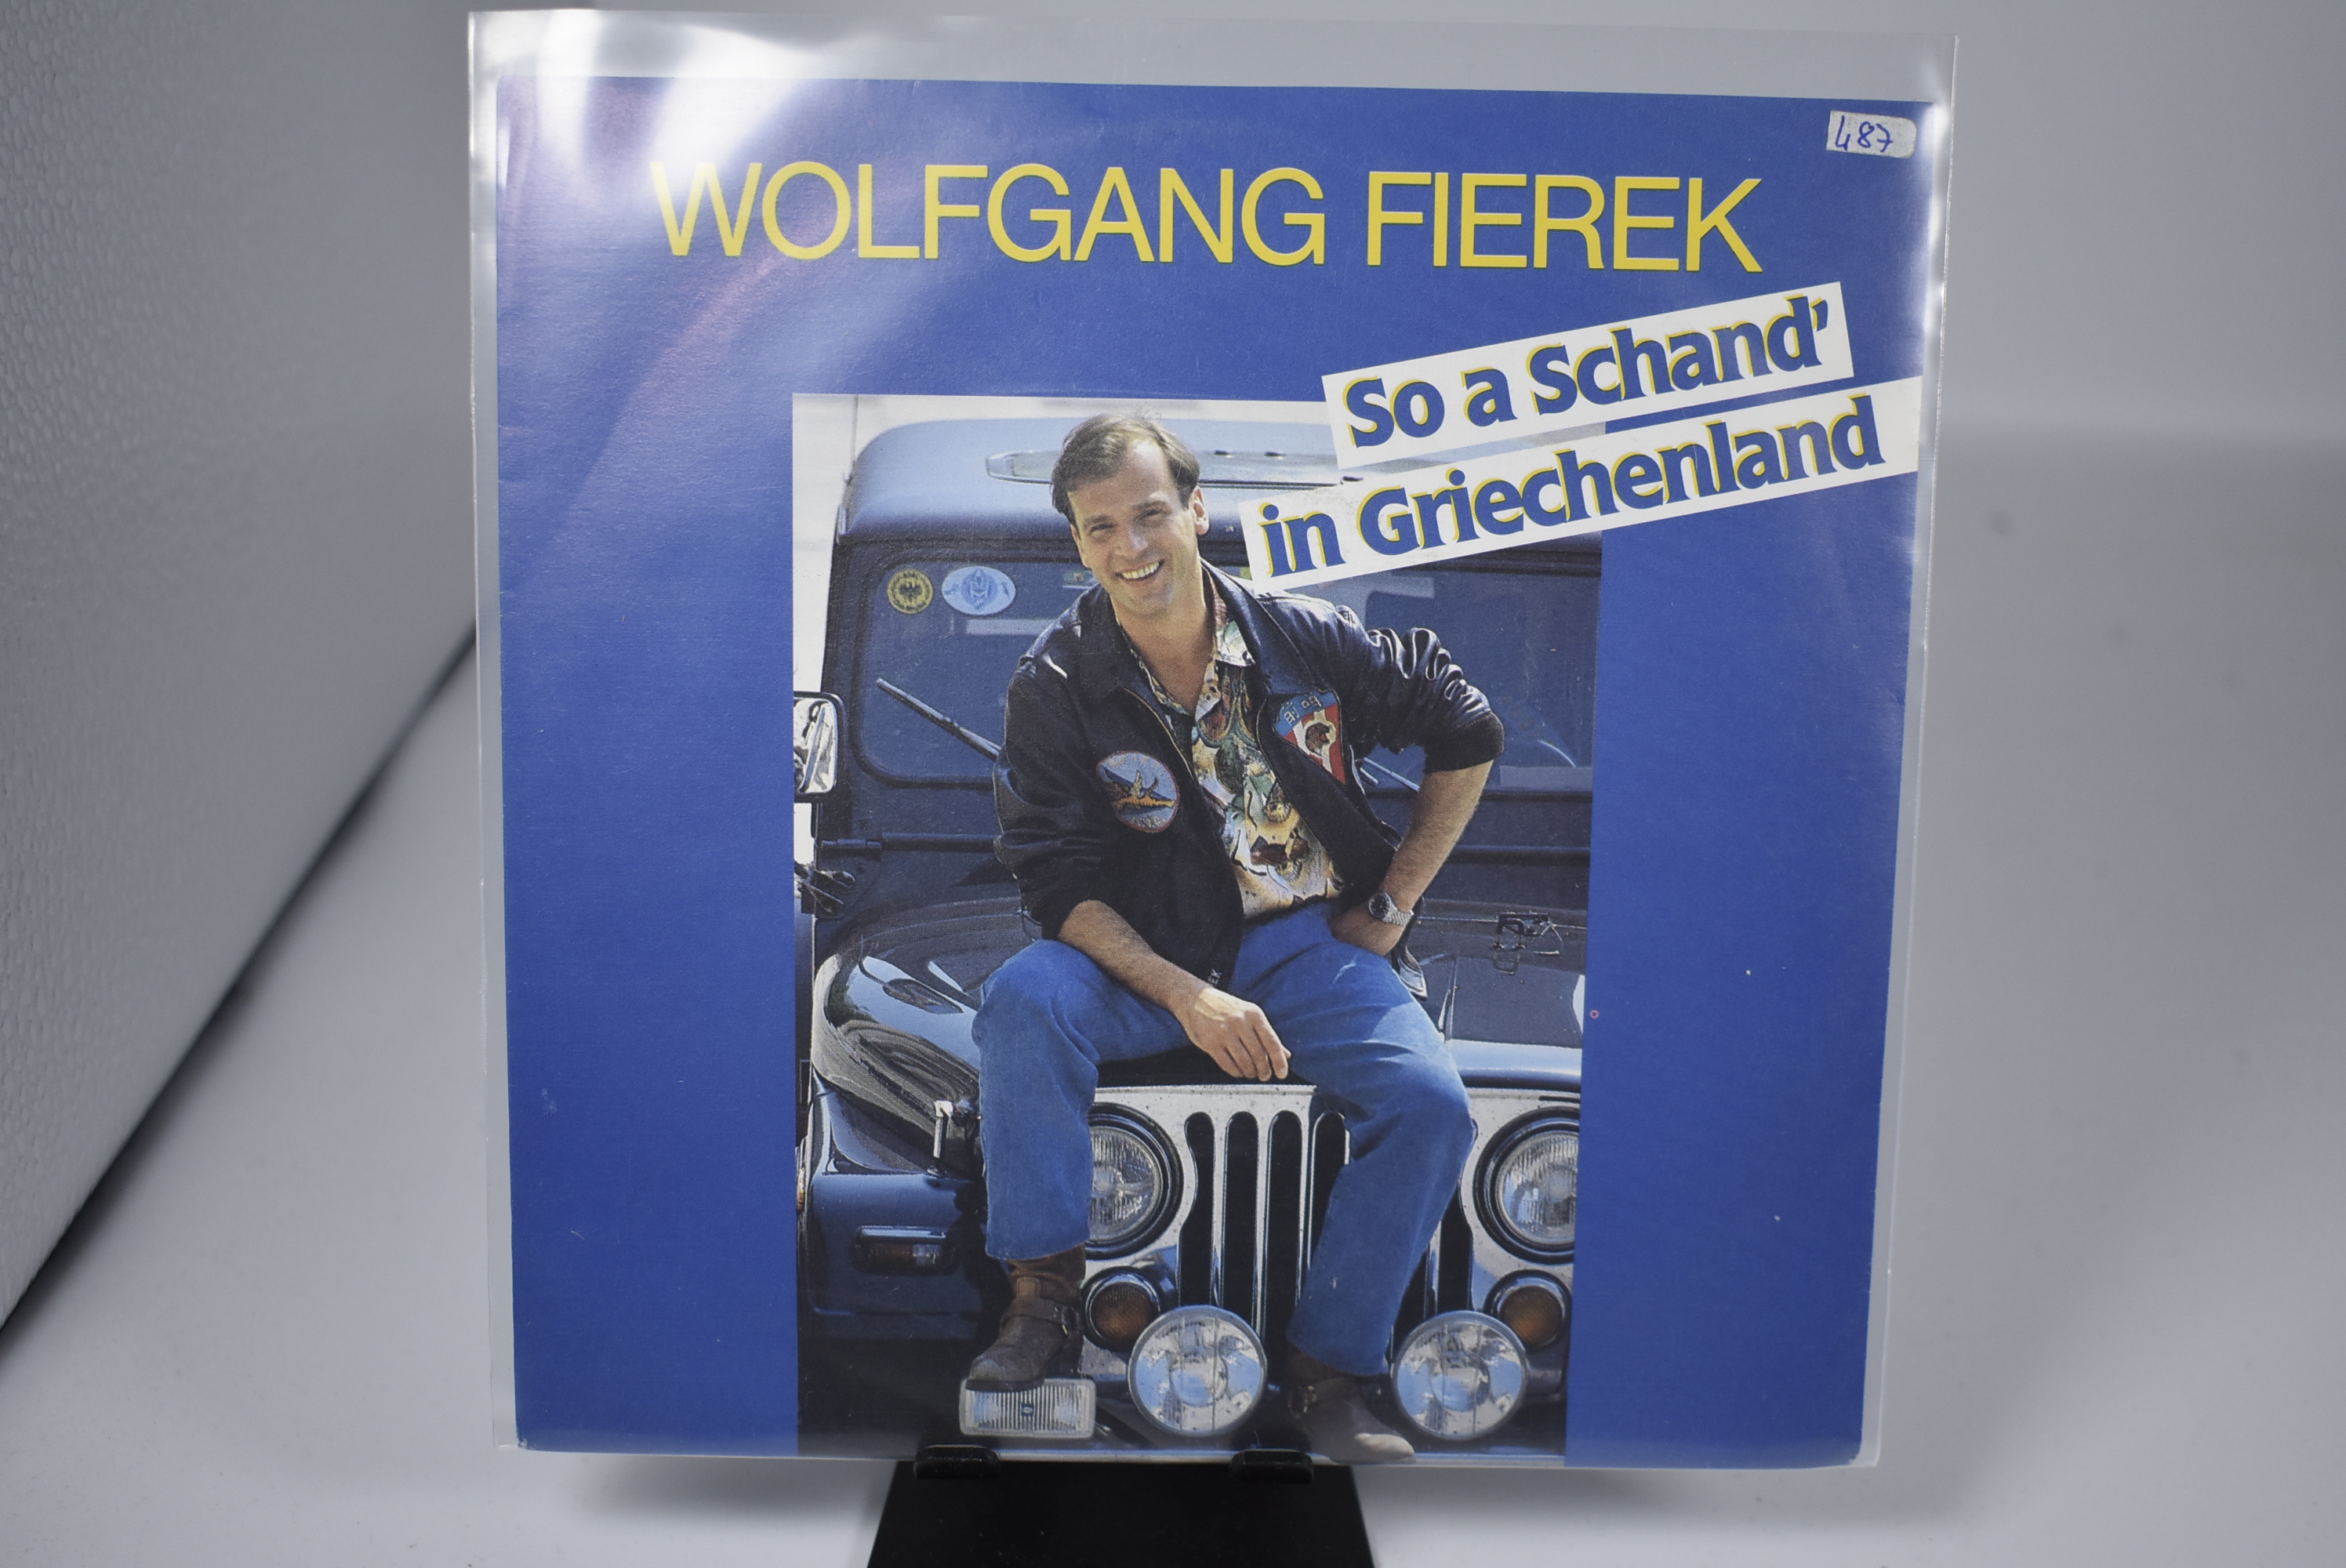 487
WOLFGANG FIEREK
So a Schand'
in Griechenland